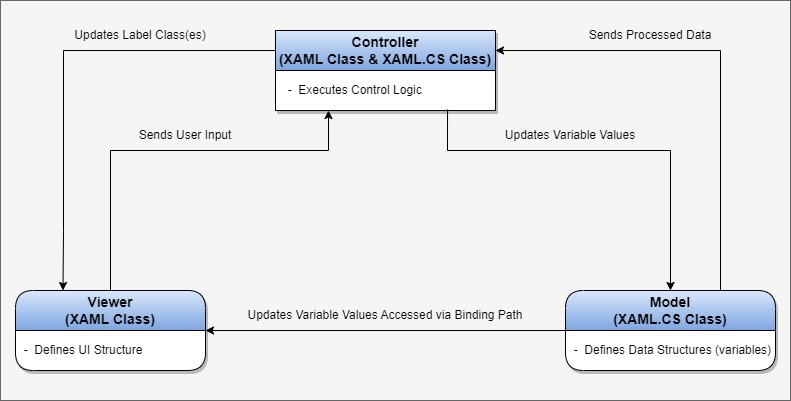 Updates Label Class(es)
Controller
(XAML Class & XAML.CS Class)
- Executes Control Logic
Sends Processed Data
Sends User Input
Updates Variable Values
Viewer
(XAML Class)
- Defines UI Structure
Updates Variable Values Accessed via Binding Path
Model
(XAML.CS Class)
- Defines Data Structures (variables)